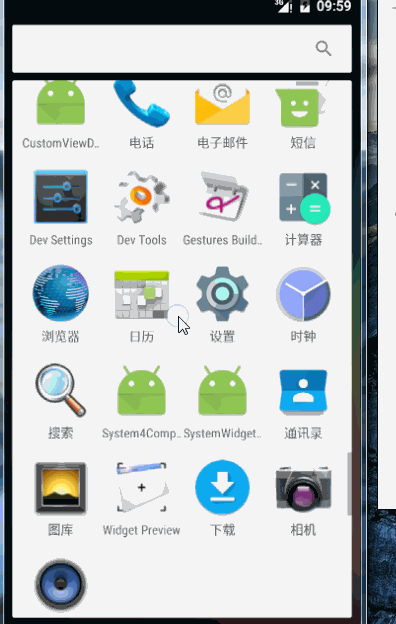 3G 09:59
CustomViewD.. 电话 电子邮件 短信
Dev Settings Dev Tools Gestures Build.. 计算器
浏览器 日历 设置 时钟
搜索 System4Comp.. SystemWidget.. 通讯录
图库 Widget Preview 下载 相机